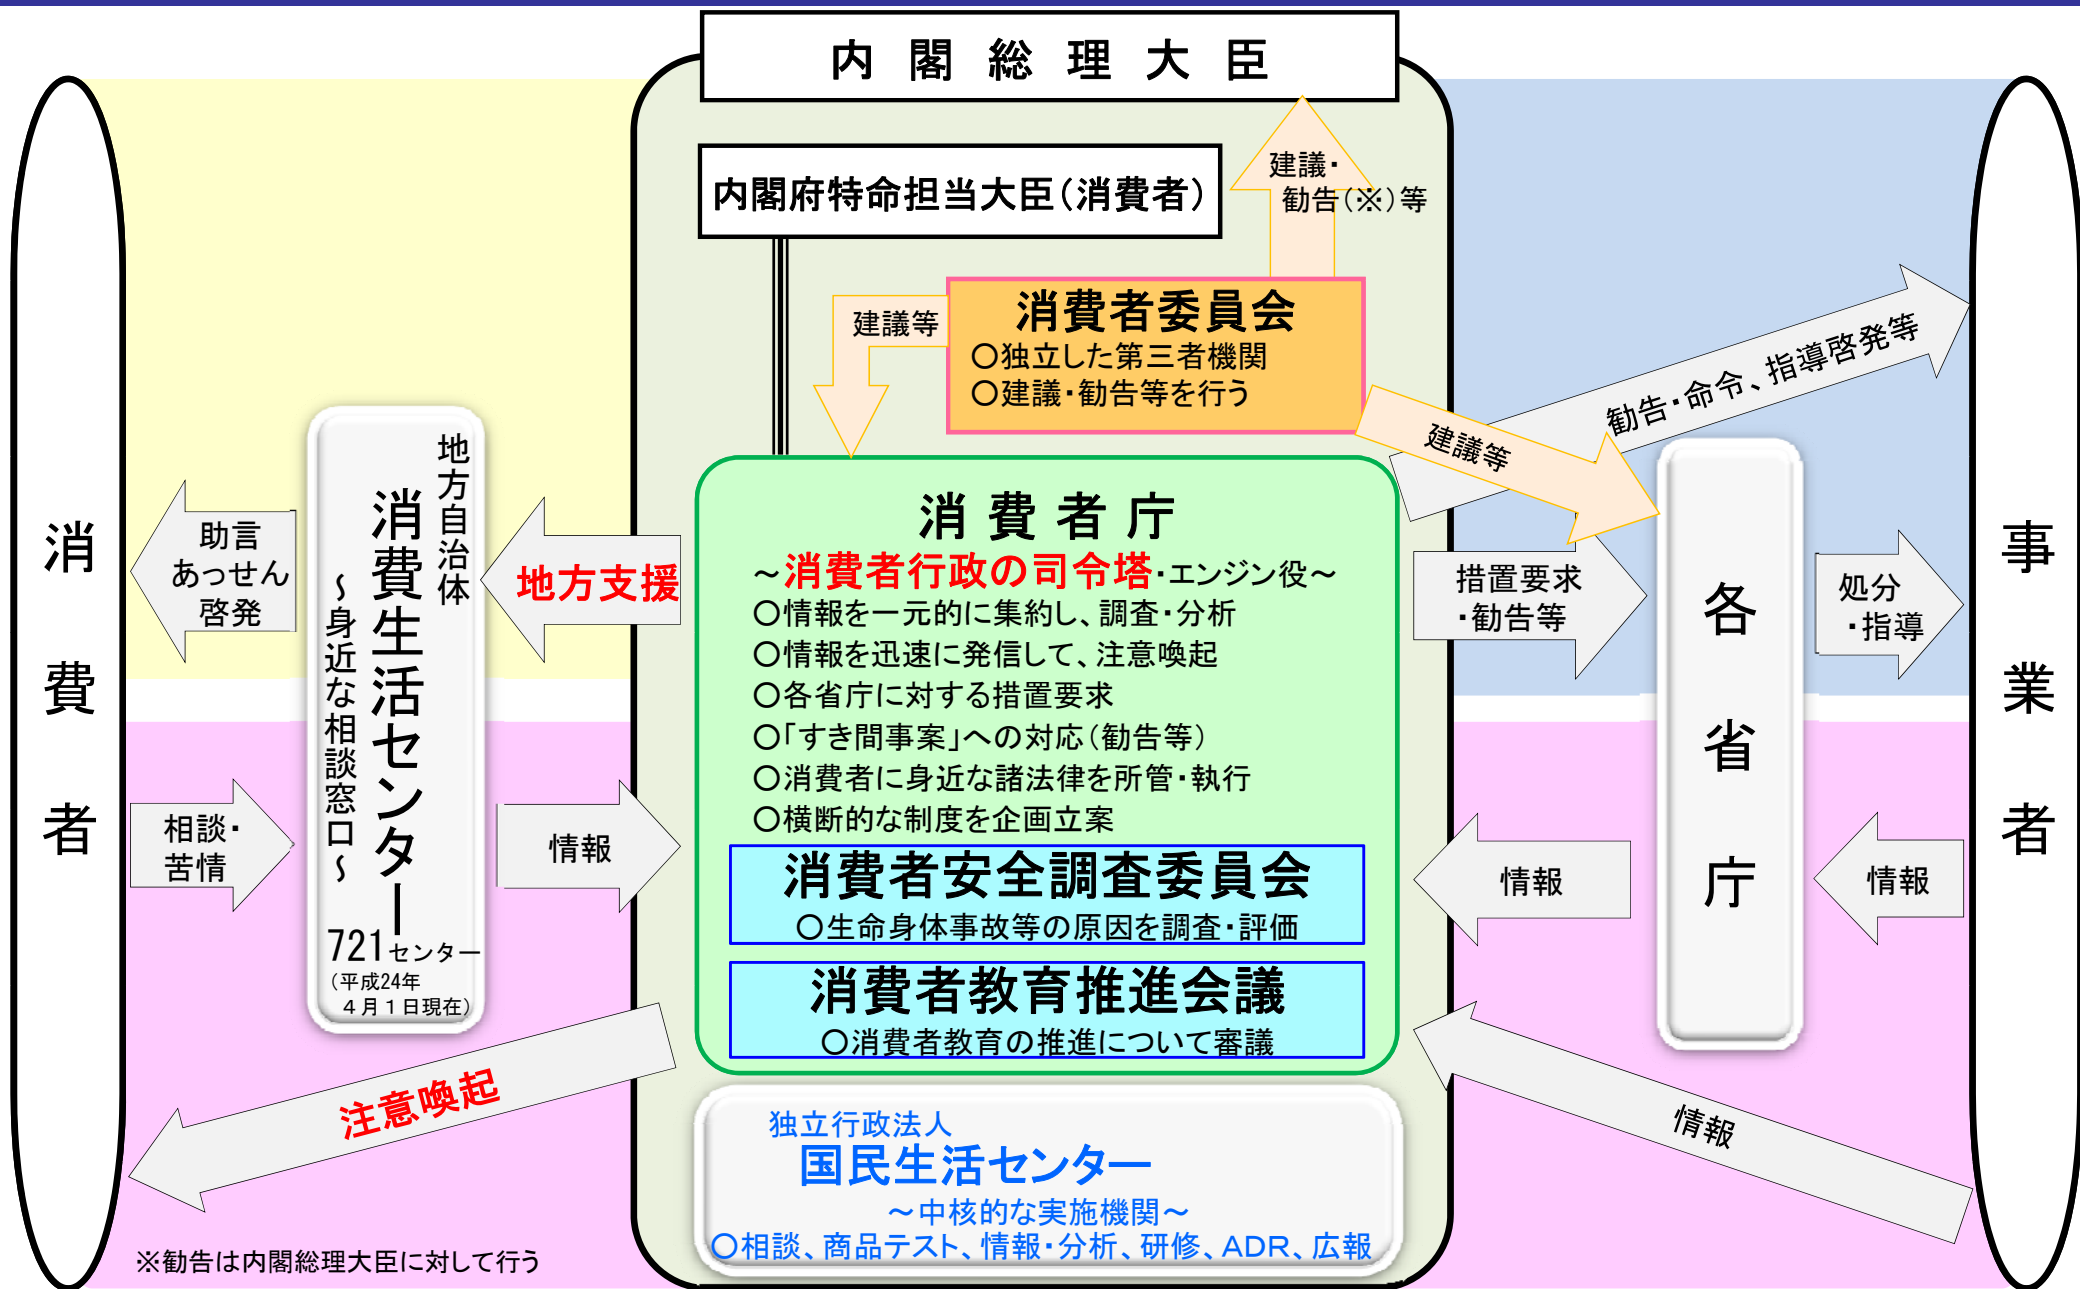 内閣総理大臣
内閣府特命担当大臣(消費者)
建議・
勧告(※)等
消費者委員会
○独立した第三者機関
○建議・勧告等を行う
建議等
建議等
勧告・命令、指導啓発等
消費者
助言
あっせん
啓発
相談・
苦情
地方自治体
消費生活センター
~身近な相談窓口~
721センター
(平成24年
4月1日現在)
地方支援
情報
注意喚起
消費者庁
~消費者行政の司令塔・エンジン役~
○情報を一元的に集約し、調査・分析
○情報を迅速に発信して、注意喚起
○各省庁に対する措置要求
○「すき間事案」への対応(勧告等)
○消費者に身近な諸法律を所管・執行
○横断的な制度を企画立案
消費者安全調査委員会
○生命身体事故等の原因を調査・評価
消費者教育推進会議
○消費者教育の推進について審議
独立行政法人
国民生活センター
~中核的な実施機関~
○相談、商品テスト、情報・分析、研修、ADR、広報
措置要求
・勧告等
各省庁
処分
・指導
情報
情報
情報
事業者
※勧告は内閣総理大臣に対して行う